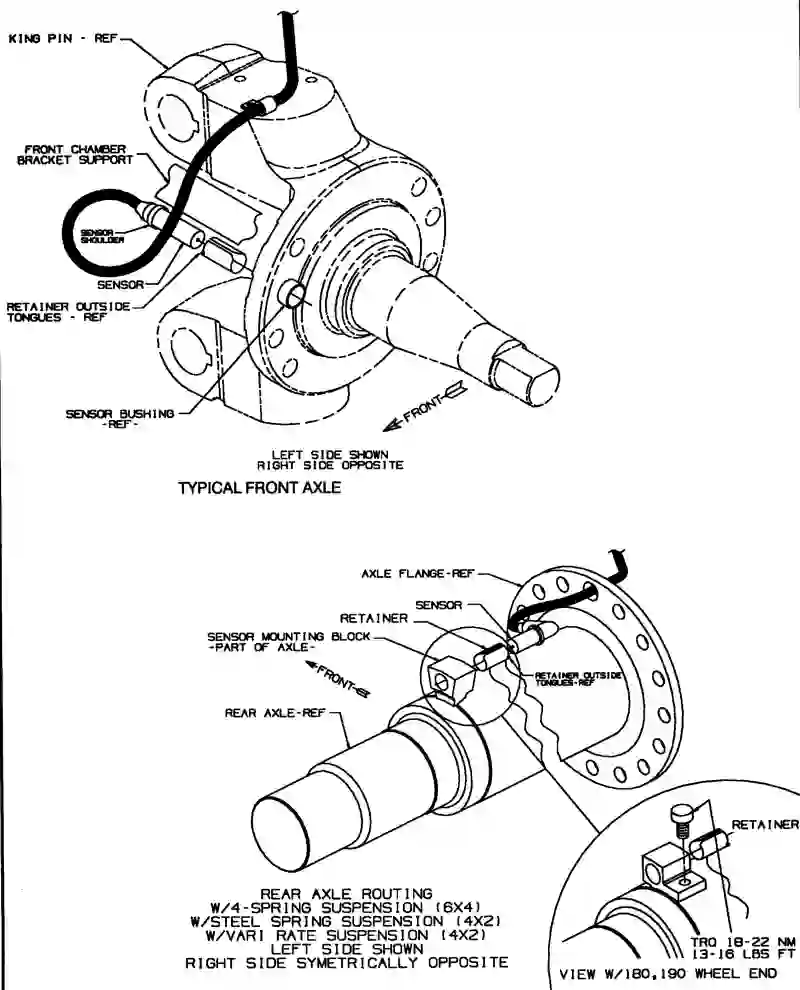 KING PIN - REF
FRONT CHAMBER
BRACKET SUPPORT
SENSOR
SHOULDER
SENSOR
RETAINER OUTSIDE
TONGUES - REF
SENSOR BUSHING
-REF-
FRONT
LEFT SIDE SHOWN
RIGHT SIDE OPPOSITE
TYPICAL FRONT AXLE
AXLE FLANGE-REF
SENSOR
RETAINER
SENSOR MOUNTING BLOCK
-PART OF AXLE-
FRONT
RETAINER OUTSIDE
TONGUES-REF
REAR AXLE-REF
RETAINER
REAR AXLE ROUTING
W/4-SPRING SUSPENSION (6X4)
W/STEEL SPRING SUSPENSION (4X2)
W/VARI RATE SUSPENSION (4X2)
LEFT SIDE SHOWN
RIGHT SIDE SYMETRICALLY OPPOSITE
TRQ 18-22 NM
13-16 LBS FT
VIEW W/180,190 WHEEL END